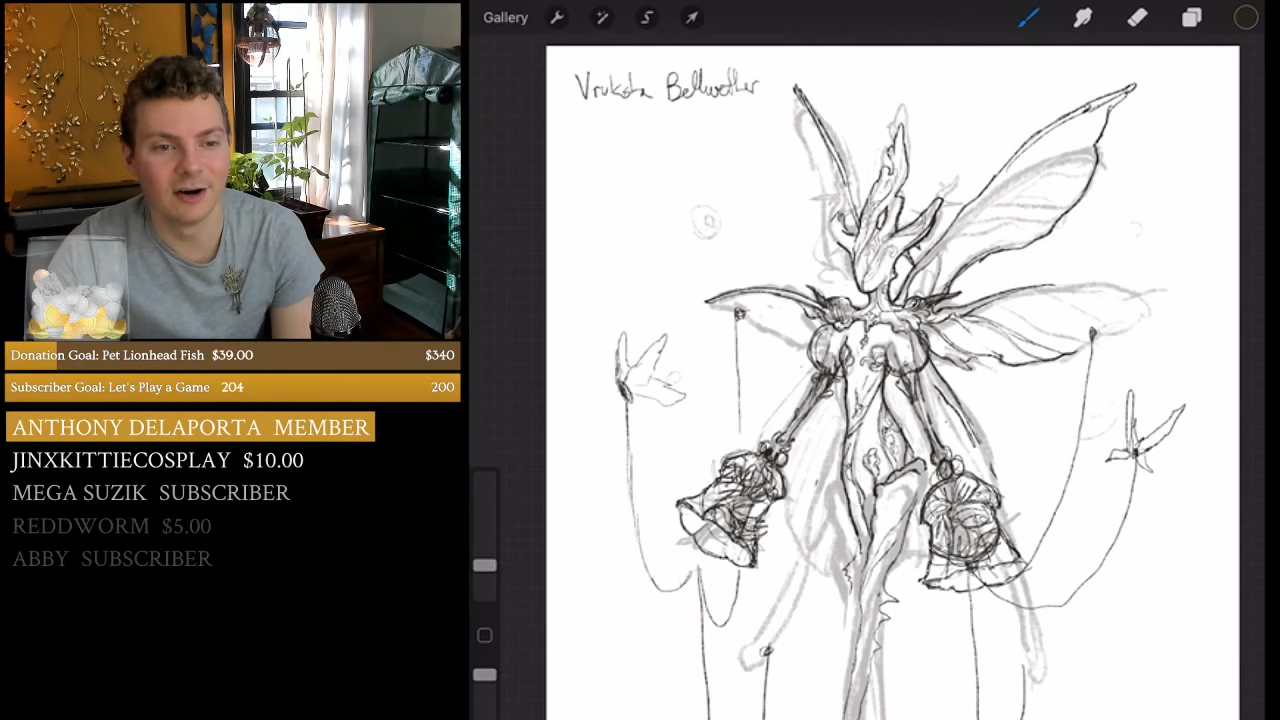 Gallery
Vruksha Bellwether
Donation Goal: Pet Lionhead Fish $39.00 $340
Subscriber Goal: Let's Play a Game 204 200
ANTHONY DELAPORTA MEMBER
JINXKITTIECOSPLAY $10.00
MEGA SUZIK SUBSCRIBER
REDDWORM $5.00
ABBY SUBSCRIBER